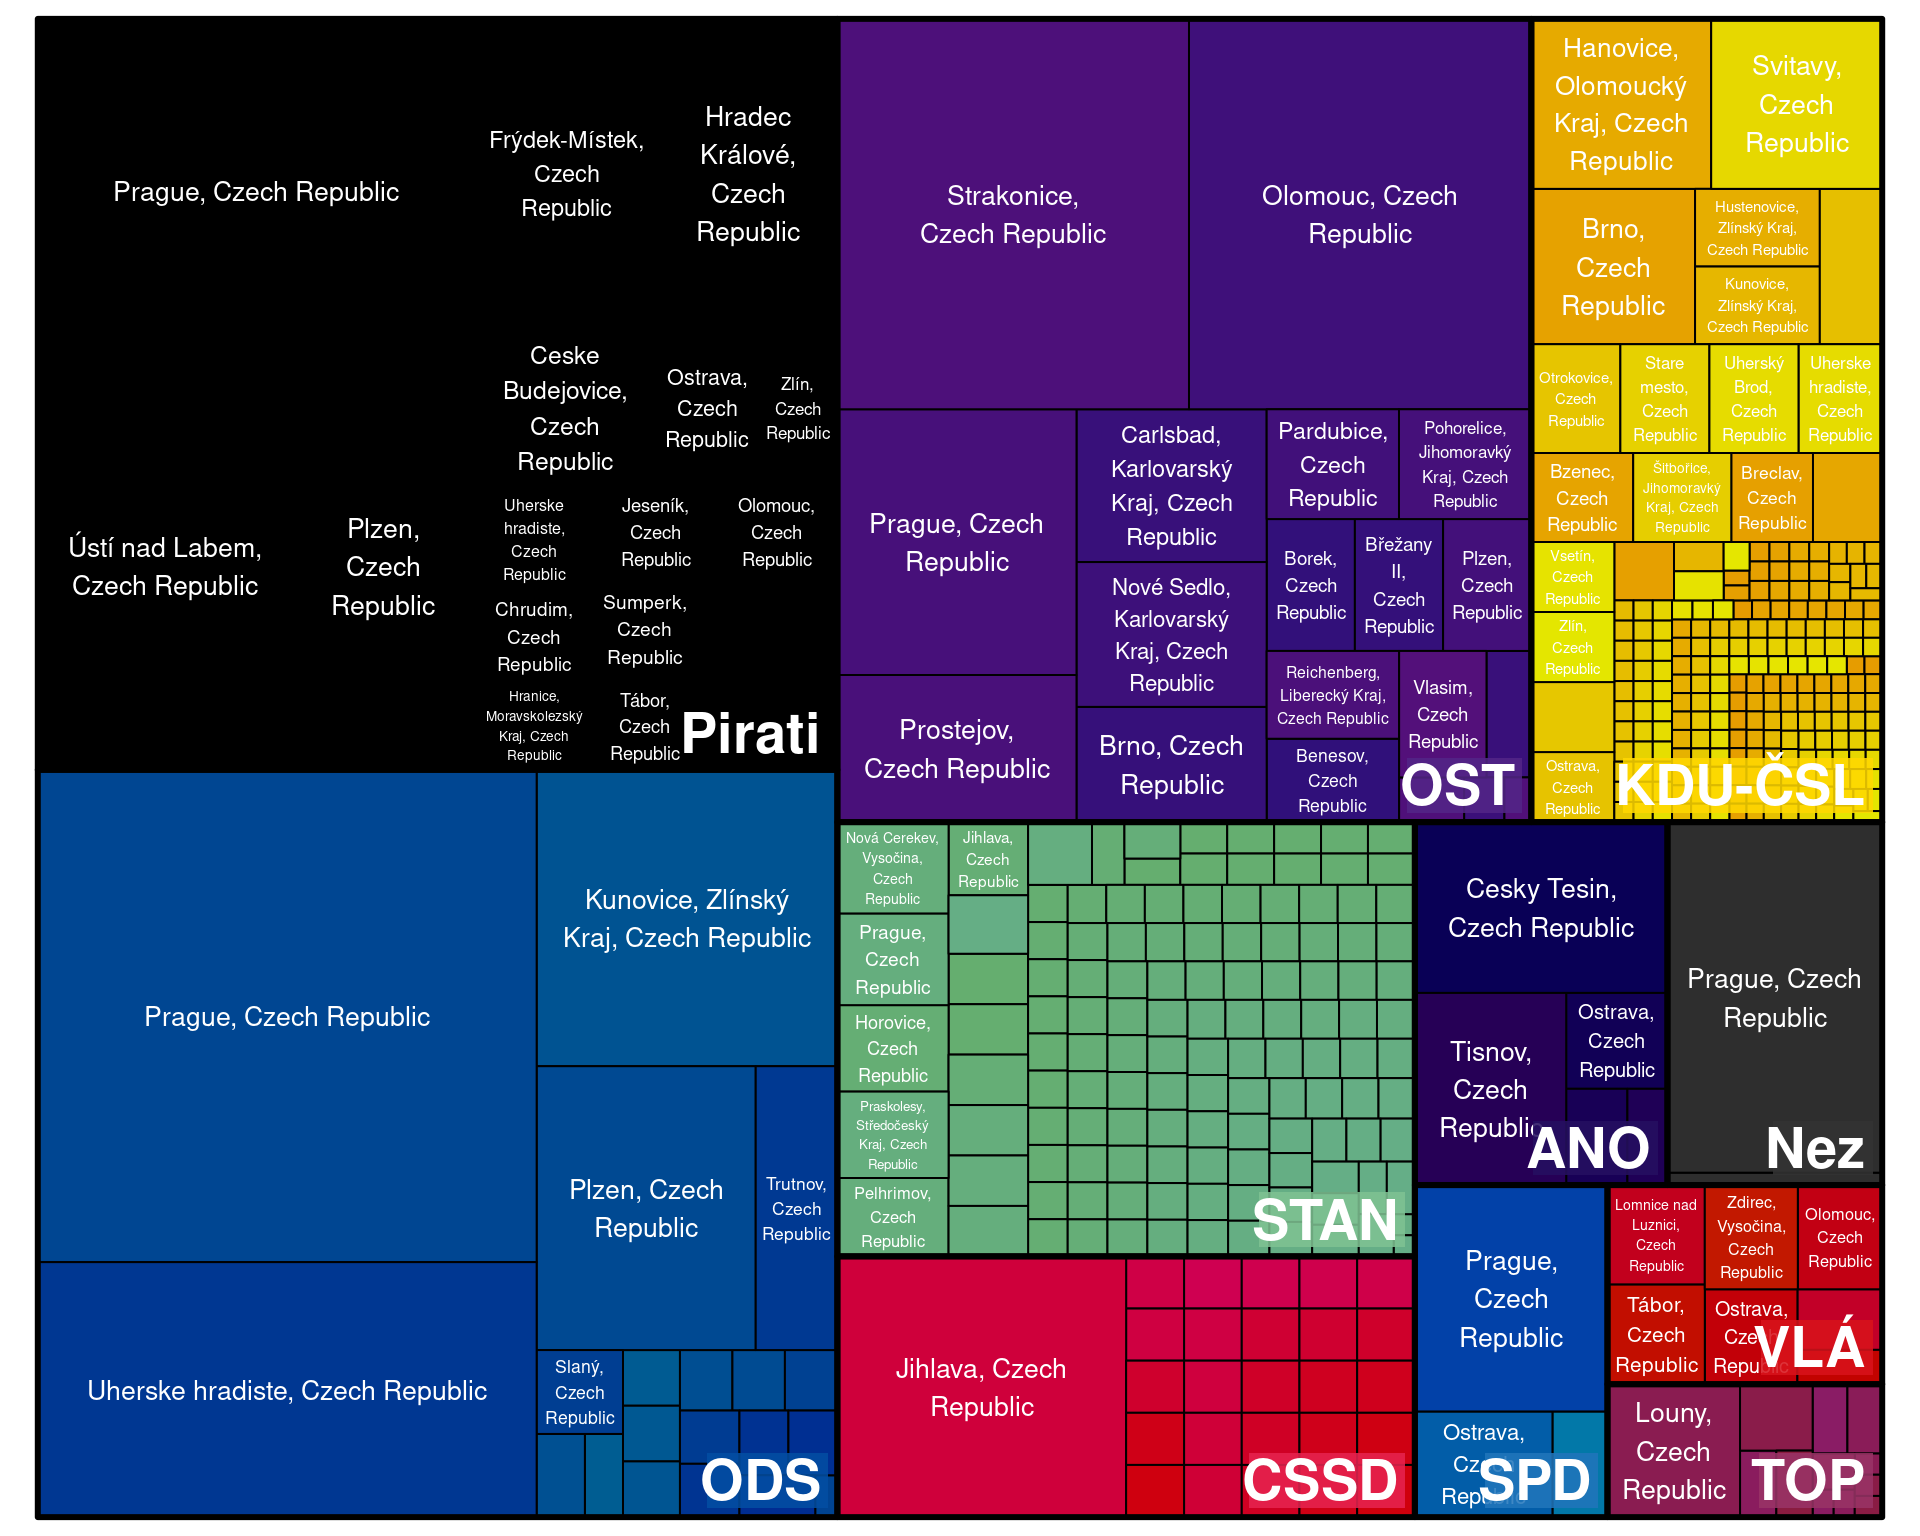 Prague, Czech Republic
Frýdek-Místek,
Czech
Republic
Hradec
Králové,
Czech
Republic
Ústí nad Labem,
Czech Republic
Plzen,
Czech
Republic
Ceske
Budejovice,
Czech
Republic
Ostrava,
Czech
Republic
Zlín,
Czech
Republic
Uherske
hradiste,
Czech
Republic
Jeseník,
Czech
Republic
Olomouc,
Czech
Republic
Chrudim,
Czech
Republic
Sumperk,
Czech
Republic
Hranice,
Moravskolezský
Kraj, Czech
Republic
Tábor,
Czech
Republic
Pirati
Prague, Czech Republic
Uherske hradiste, Czech Republic
Kunovice, Zlínský
Kraj, Czech Republic
Plzen, Czech
Republic
Trutnov,
Czech
Republic
Slaný,
Czech
Republic
ODS
Strakonice,
Czech Republic
Olomouc, Czech
Republic
Prague, Czech
Republic
Prostejov,
Czech Republic
Carlsbad,
Karlovarský
Kraj, Czech
Republic
Nové Sedlo,
Karlovarský
Kraj, Czech
Republic
Brno, Czech
Republic
Pardubice,
Czech
Republic
Pohorelice,
Jihomoravký
Kraj, Czech
Republic
Borek,
Czech
Republic
Břežany
II,
Czech
Republic
Plzen,
Czech
Republic
Reichenberg,
Liberecký Kraj,
Czech Republic
Benesov,
Czech
Republic
Vlasim,
Czech
Republic
OST
Hanovice,
Olomoucký
Kraj, Czech
Republic
Svitavy,
Czech
Republic
Brno,
Czech
Republic
Hustenovice,
Zlínský Kraj,
Czech Republic
Kunovice,
Zlínský Kraj,
Czech Republic
Otrokovice,
Czech
Republic
Stare
mesto,
Czech
Republic
Uherský
Brod,
Czech
Republic
Uherske
hradiste,
Czech
Republic
Bzenec,
Czech
Republic
Šitbořice,
Jihomoravký
Kraj, Czech
Republic
Breclav,
Czech
Republic
Vsetín,
Czech
Republic
Zlín,
Czech
Republic
Ostrava,
Czech
Republic
KDU-ČSL
Nová Cerekev,
Vysočina,
Czech
Republic
Jihlava,
Czech
Republic
Prague,
Czech
Republic
Horovice,
Czech
Republic
Praskolesy,
Středočeský
Kraj, Czech
Republic
Pelhrimov,
Czech
Republic
STAN
Jihlava, Czech
Republic
CSSD
Cesky Tesin,
Czech Republic
Tisnov,
Czech
Republic
Ostrava,
Czech
Republic
ANO
Prague, Czech
Republic
Nez
Prague,
Czech
Republic
Ostrava,
Czech
Republic
SPD
Lomnice nad
Luznici,
Czech
Republic
Zdirec,
Vysočina,
Czech
Republic
Olomouc,
Czech
Republic
Tábor,
Czech
Republic
Ostrava,
Czech
Republic
VLÁ
Louny,
Czech
Republic
TOP